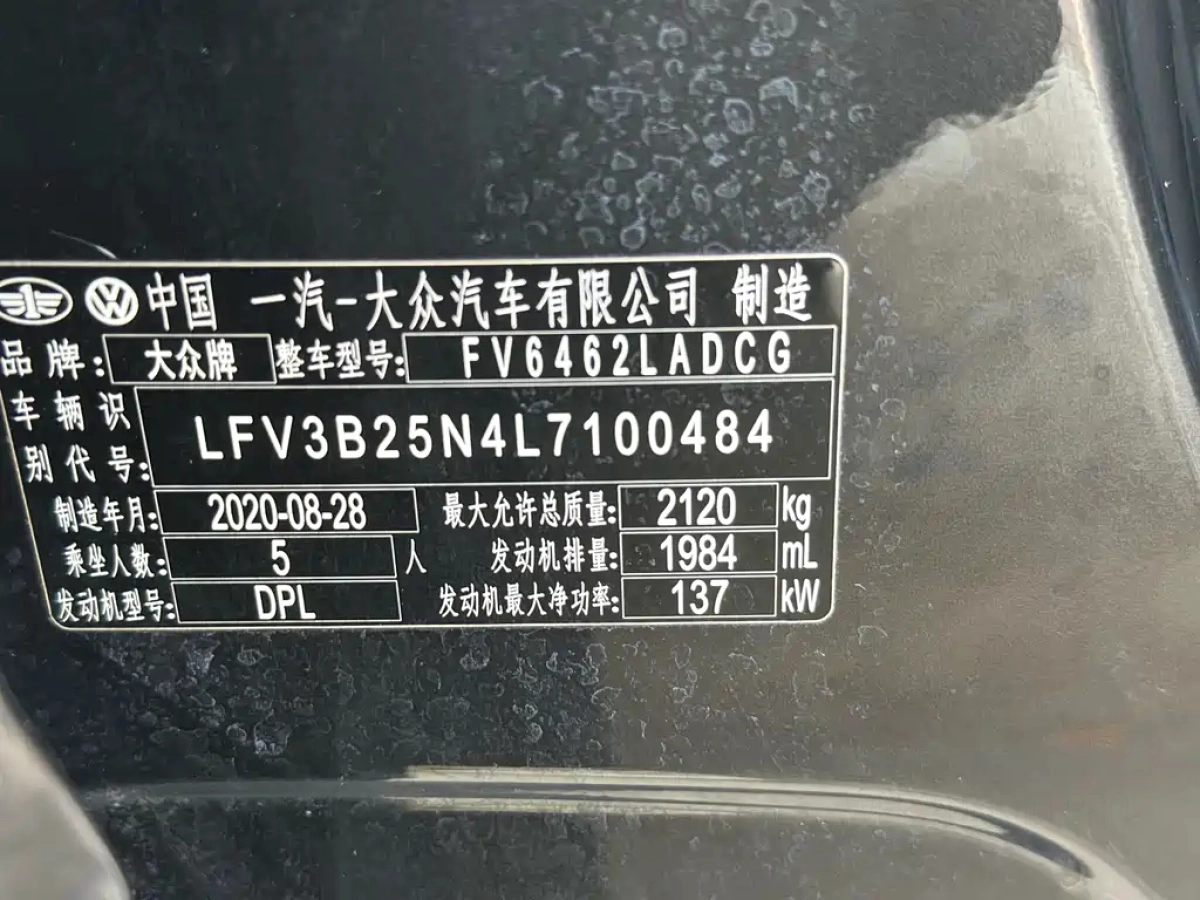 中国 一汽-大众汽车有限公司 制造
品牌: 大众牌 整车型号: FV6462LADCG
车辆识别代号: LFV3B25N4L7100484
制造年月: 2020-08-28 最大允许总质量: 2120 kg
乘坐人数: 5 人 发动机排量: 1984 mL
发动机型号: DPL 发动机最大净功率: 137 kW